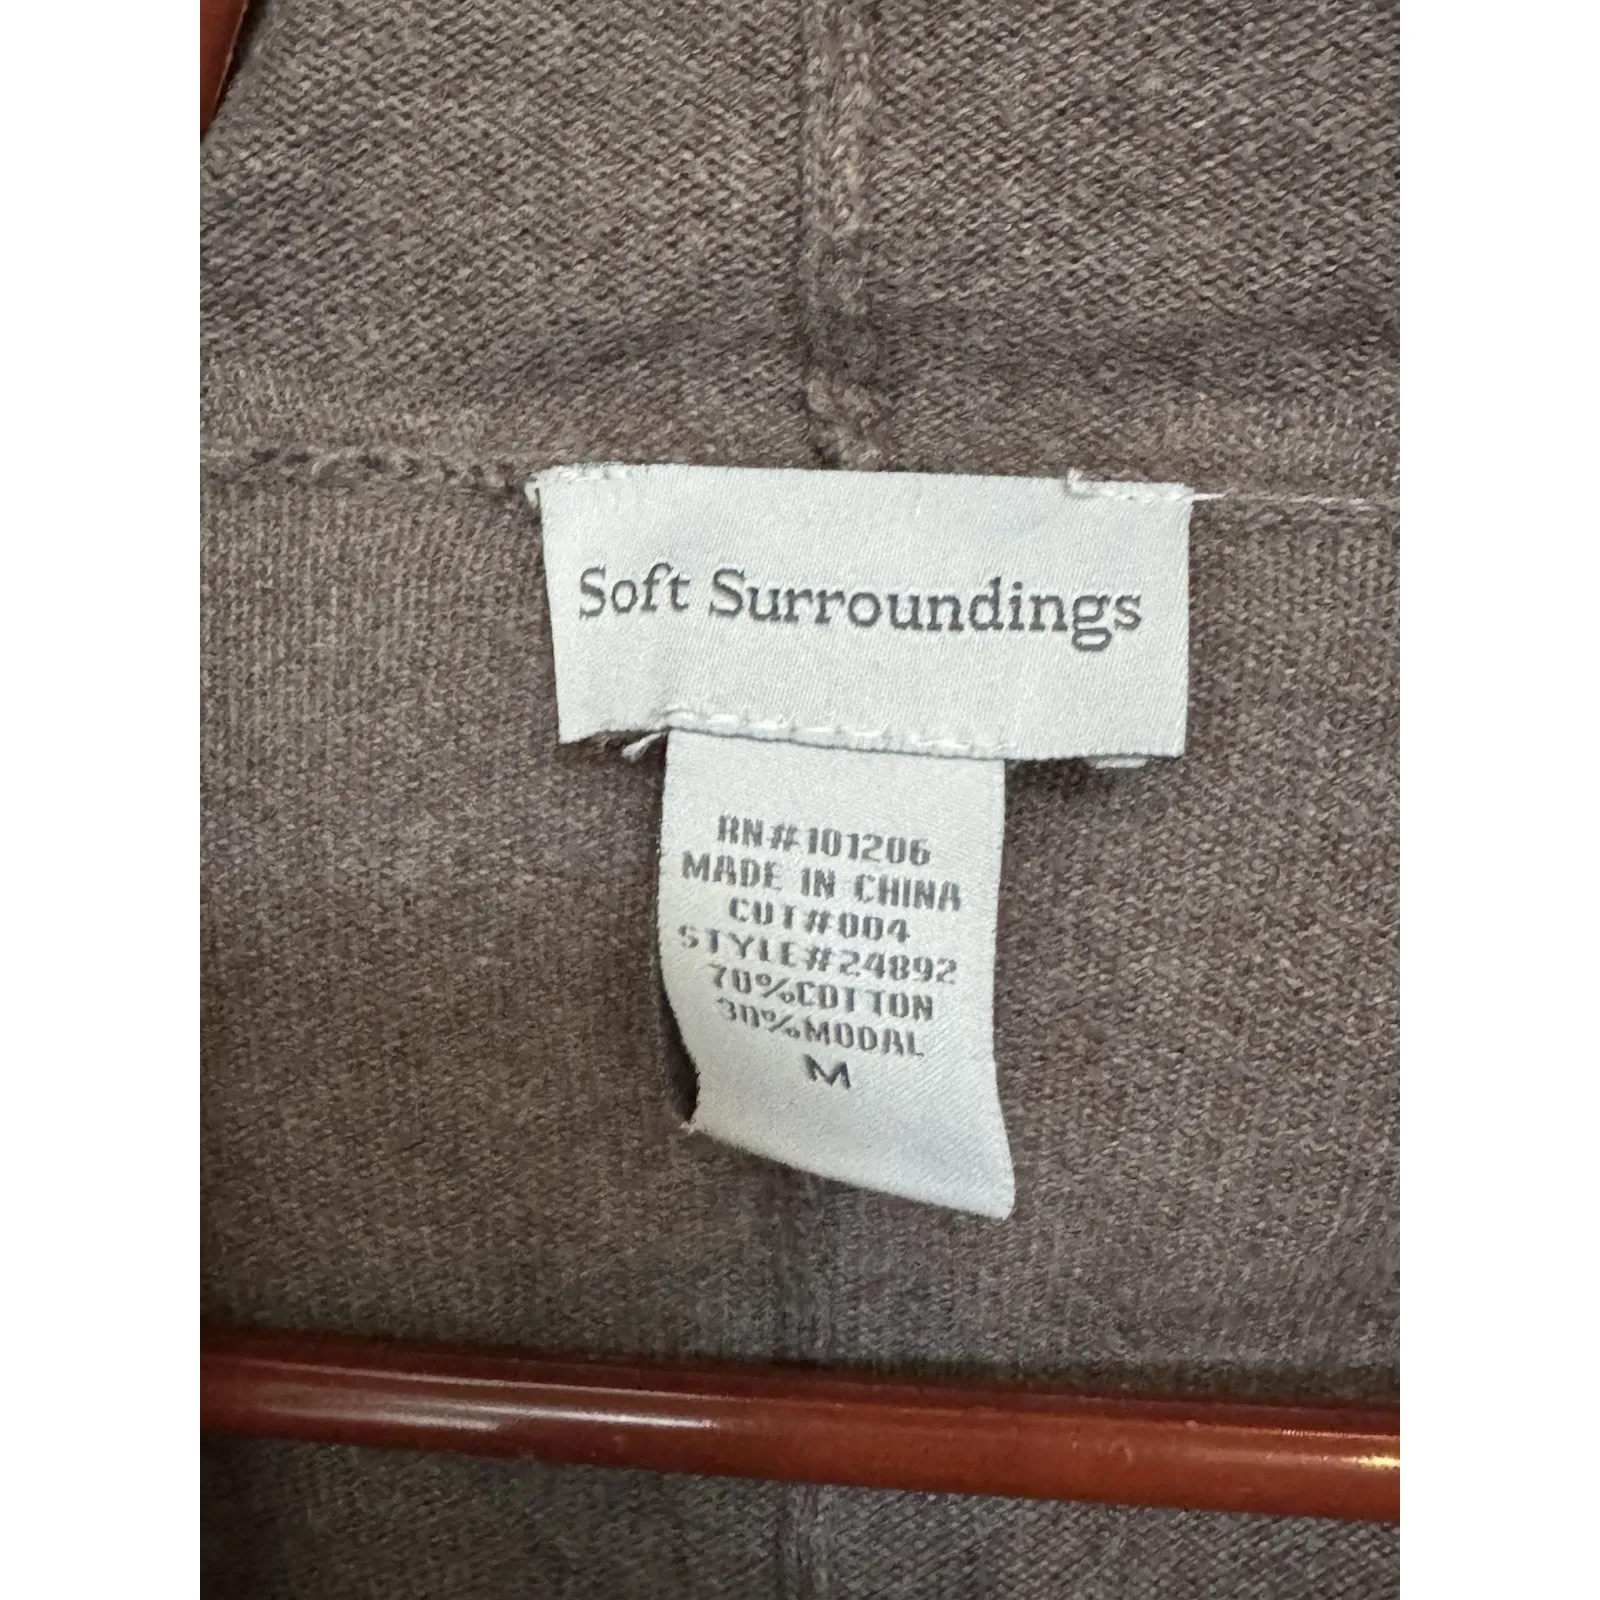 Soft Surroundings
RN#101206
MADE IN CHINA
CUT#004
STYLE#24892
70%COTTON
30%MODAL
M